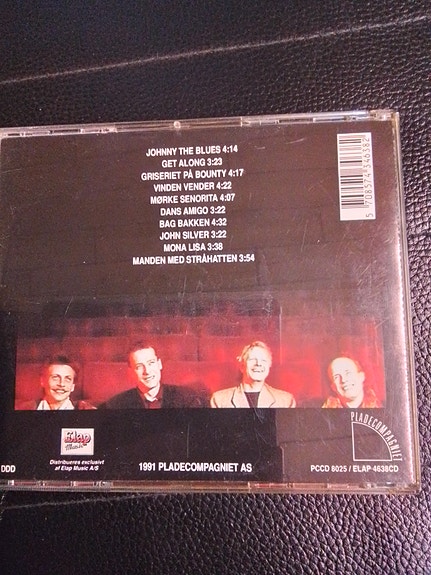 JOHNNY THE BLUES 4:14
GET ALONG 3:23
GRISERIET PÅ BOUNTY 4:17
VINDEN VENDER 4:22
MØRKE SENORITA 4:07
DANS AMIGO 3:22
BAG BAKKEN 4:32
JOHN SILVER 3:22
MONA LISA 3:38
MANDEN MED STRÅHATTEN 3:54
5 708574 346382
Elap
Music
Distribueres exclusivt
af Elap Music A/S
DDD
1991 PLADECOMPAGNIET AS
PLADECOMPAGNIET
PCCD 8025 / ELAP 4638CD